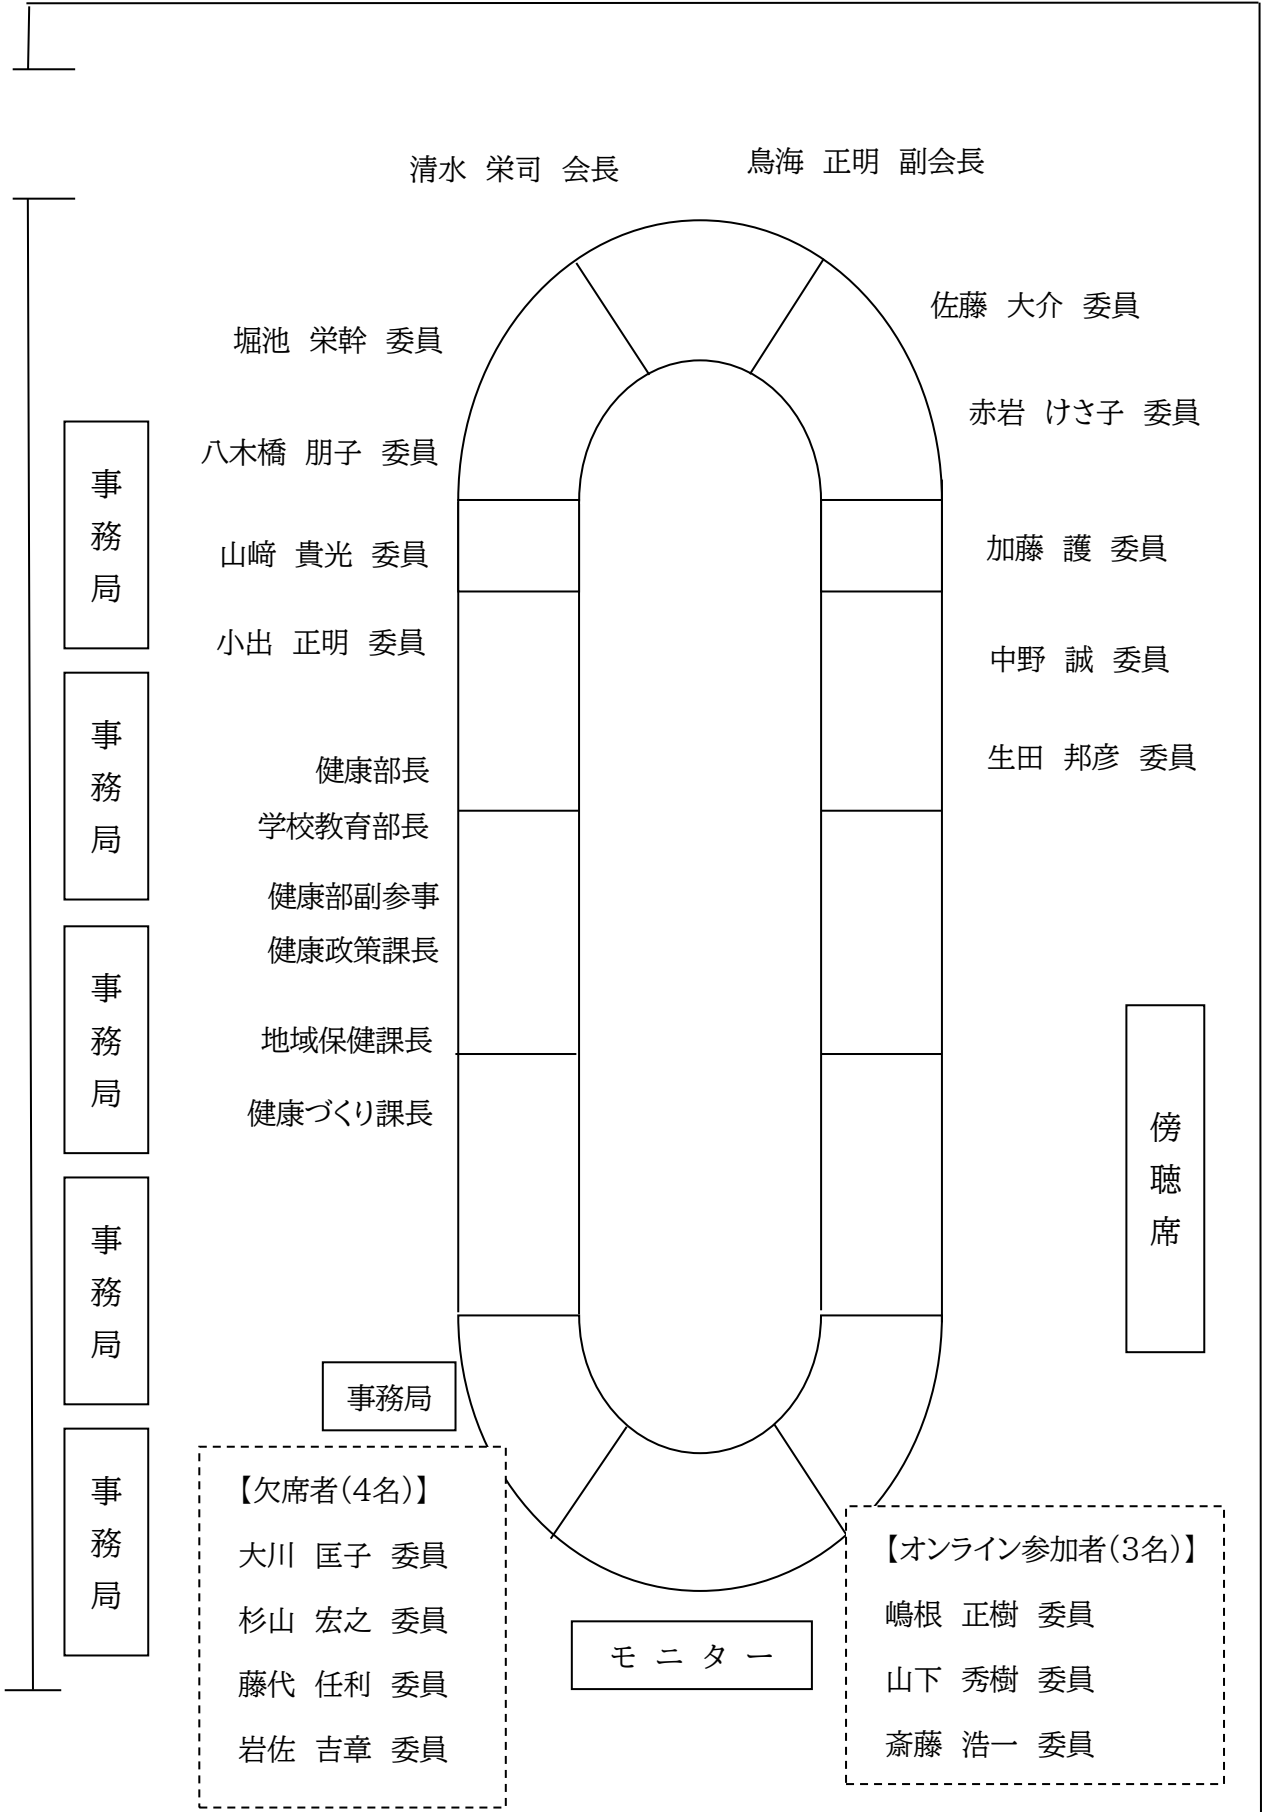 清水 栄司 会長
鳥海 正明 副会長
佐藤 大介 委員
堀池 栄幹 委員
赤岩 けさ子 委員
八木橋 朋子 委員
山﨑 貴光 委員
加藤 護 委員
小出 正明 委員
中野 誠 委員
生田 邦彦 委員
健康部長
学校教育部長
健康部副参事
健康政策課長
地域保健課長
健康づくり課長
事務局
事務局
事務局
事務局
事務局
傍聴席
事務局
【欠席者(4名)】
大川 匡子 委員
杉山 宏之 委員
藤代 任利 委員
岩佐 吉章 委員
モニター
【オンライン参加者(3名)】
嶋根 正樹 委員
山下 秀樹 委員
斎藤 浩一 委員